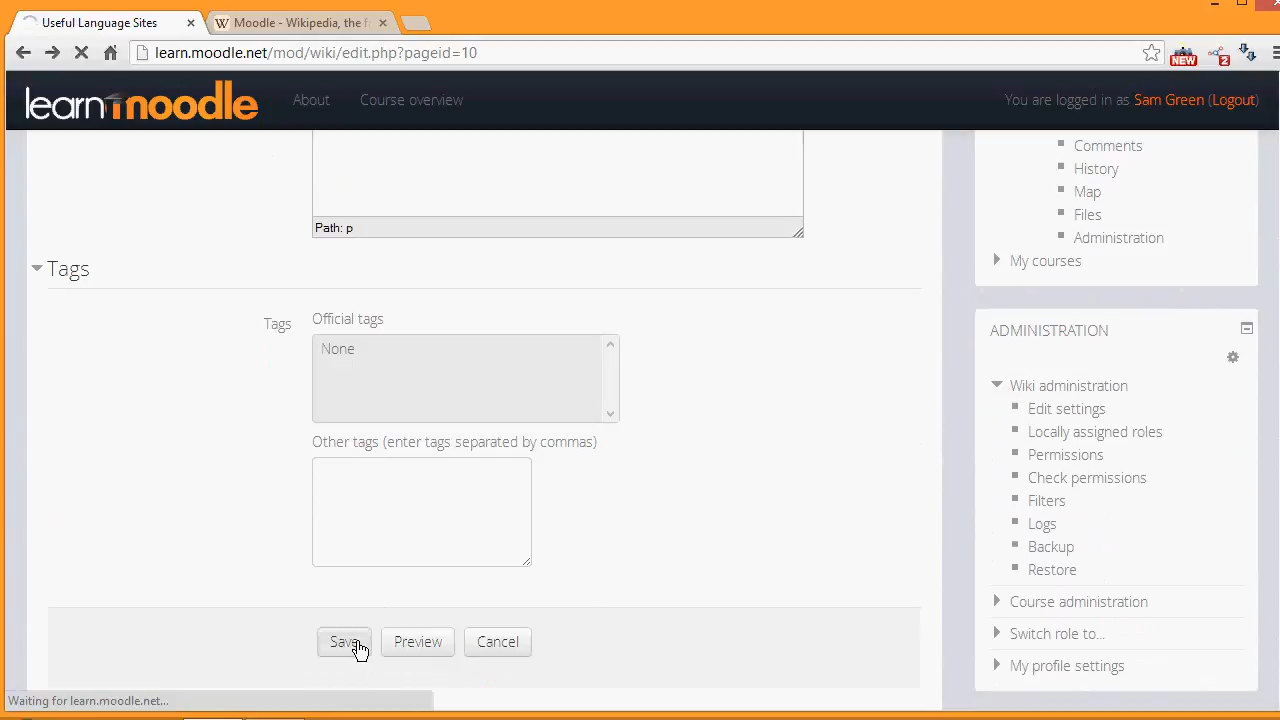 Useful Language Sites
Moodle - Wikipedia, the f
learn.moodle.net/mod/wiki/edit.php?pageid=10
NEW
2
learn moodle
About
Course overview
You are logged in as Sam Green (Logout)
Path: p
Tags
Tags
Official tags
None
Other tags (enter tags separated by commas)
Save
Preview
Cancel
Comments
History
Map
Files
Administration
My courses
ADMINISTRATION
Wiki administration
Edit settings
Locally assigned roles
Permissions
Check permissions
Filters
Logs
Backup
Restore
Course administration
Switch role to...
My profile settings
Waiting for learn.moodle.net...